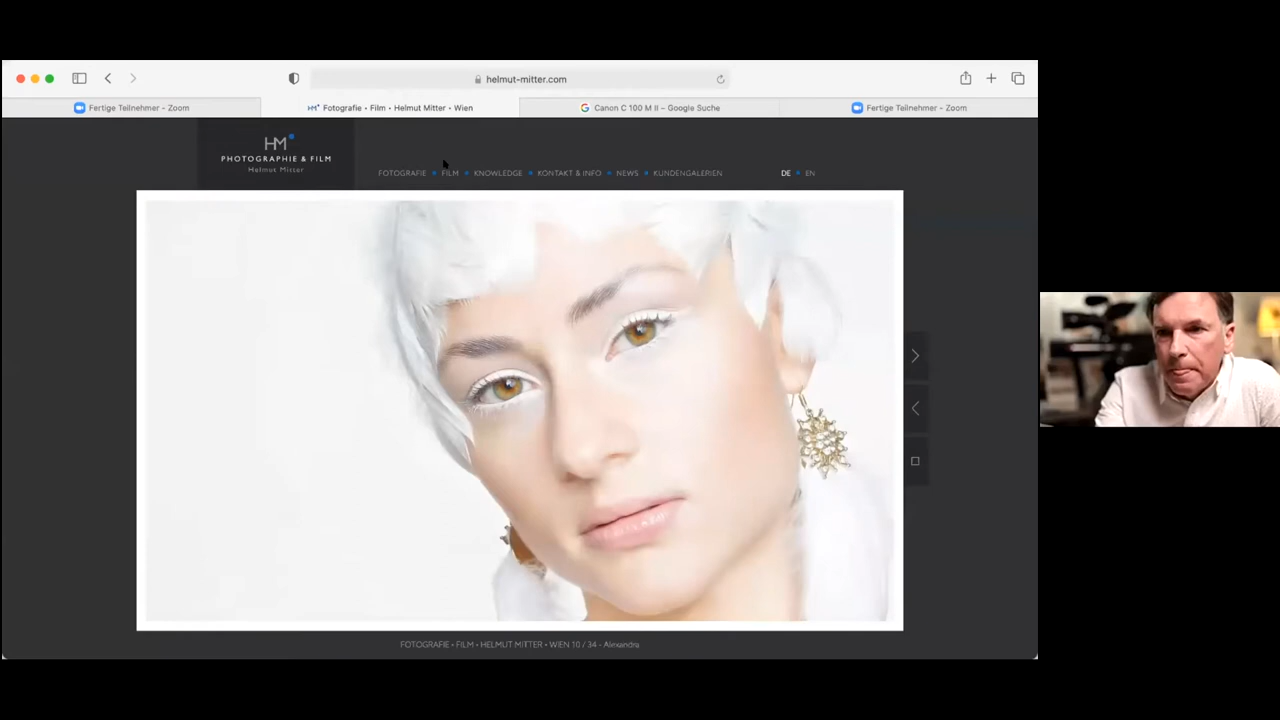 helmut-mitter.com
Fertige Teilnehmer - Zoom
HM Fotografie • Film • Helmut Mitter • Wien
Canon C 100 M II – Google Suche
Fertige Teilnehmer - Zoom
HM
PHOTOGRAPHIE & FILM
Helmut Mitter
FOTOGRAFIE • FILM • KNOWLEDGE • KONTAKT & INFO • NEWS • KUNDENGALERIEN
DE • EN
FOTOGRAFIE • FILM • HELMUT MITTER • WIEN 10 / 34 - Alexandra